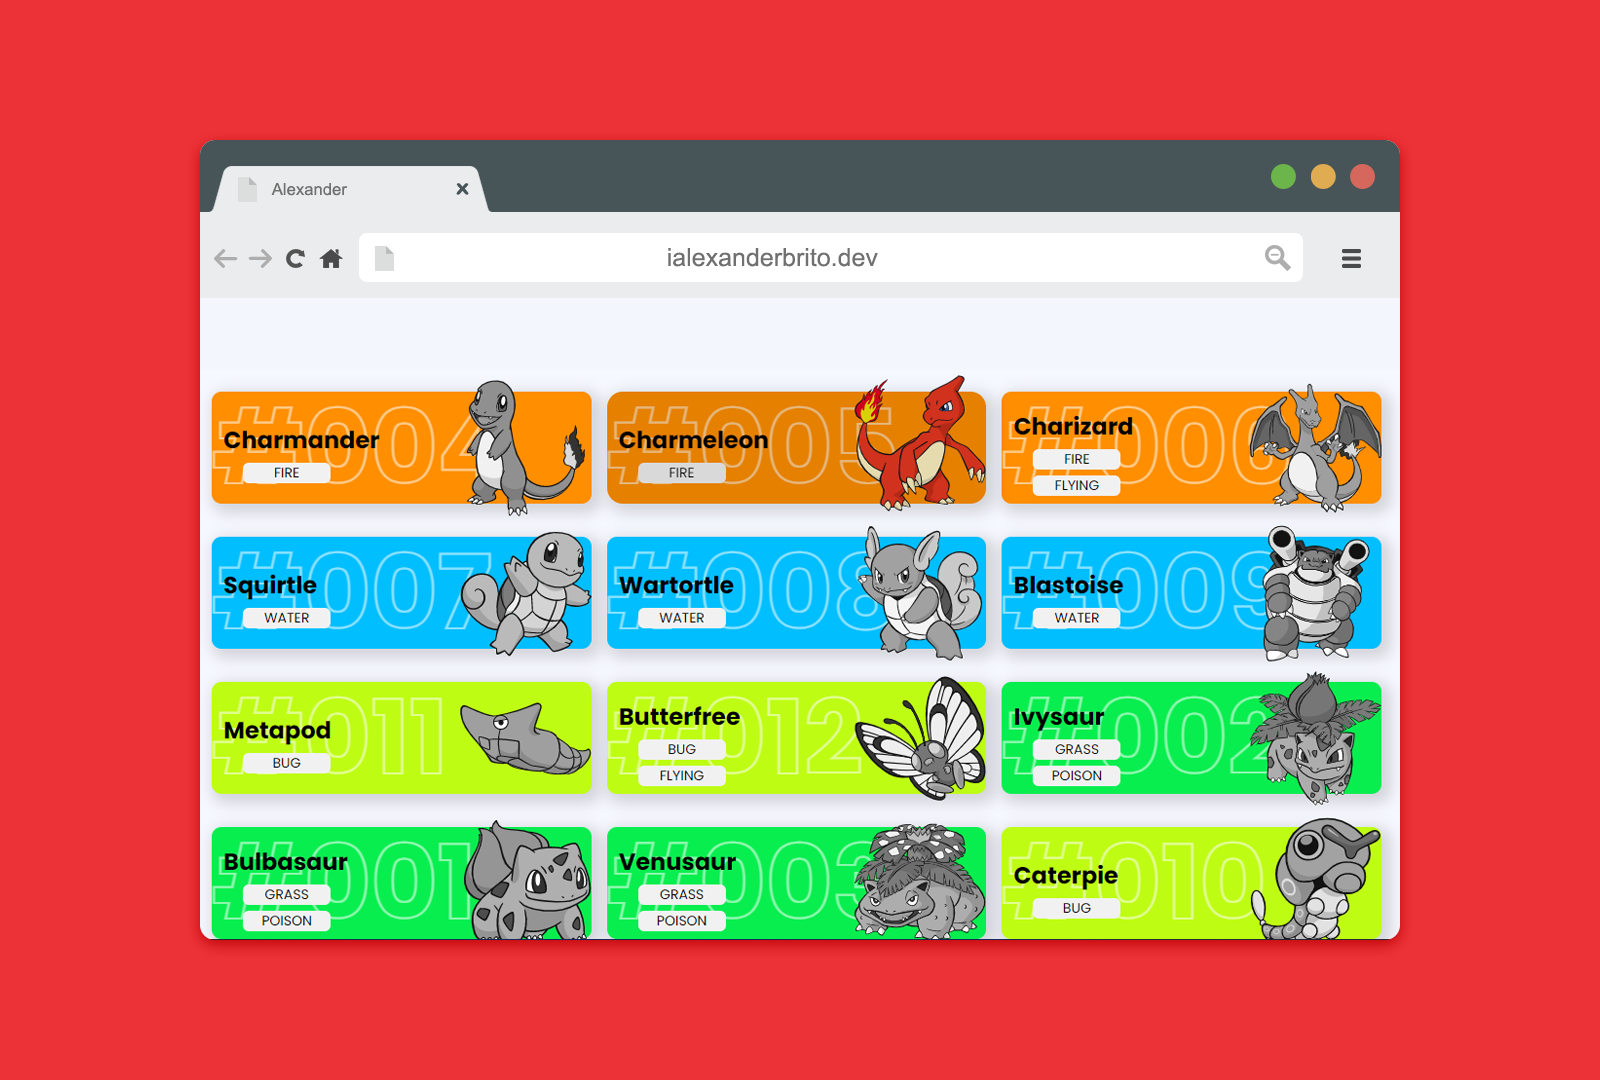 Alexander
ialexanderbrito.dev
#004
Charmander
FIRE
#005
Charmeleon
FIRE
#006
Charizard
FIRE
FLYING
#007
Squirtle
WATER
#008
Wartortle
WATER
#009
Blastoise
WATER
#011
Metapod
BUG
#012
Butterfree
BUG
FLYING
#002
Ivysaur
GRASS
POISON
#001
Bulbasaur
GRASS
POISON
#003
Venusaur
GRASS
POISON
#010
Caterpie
BUG